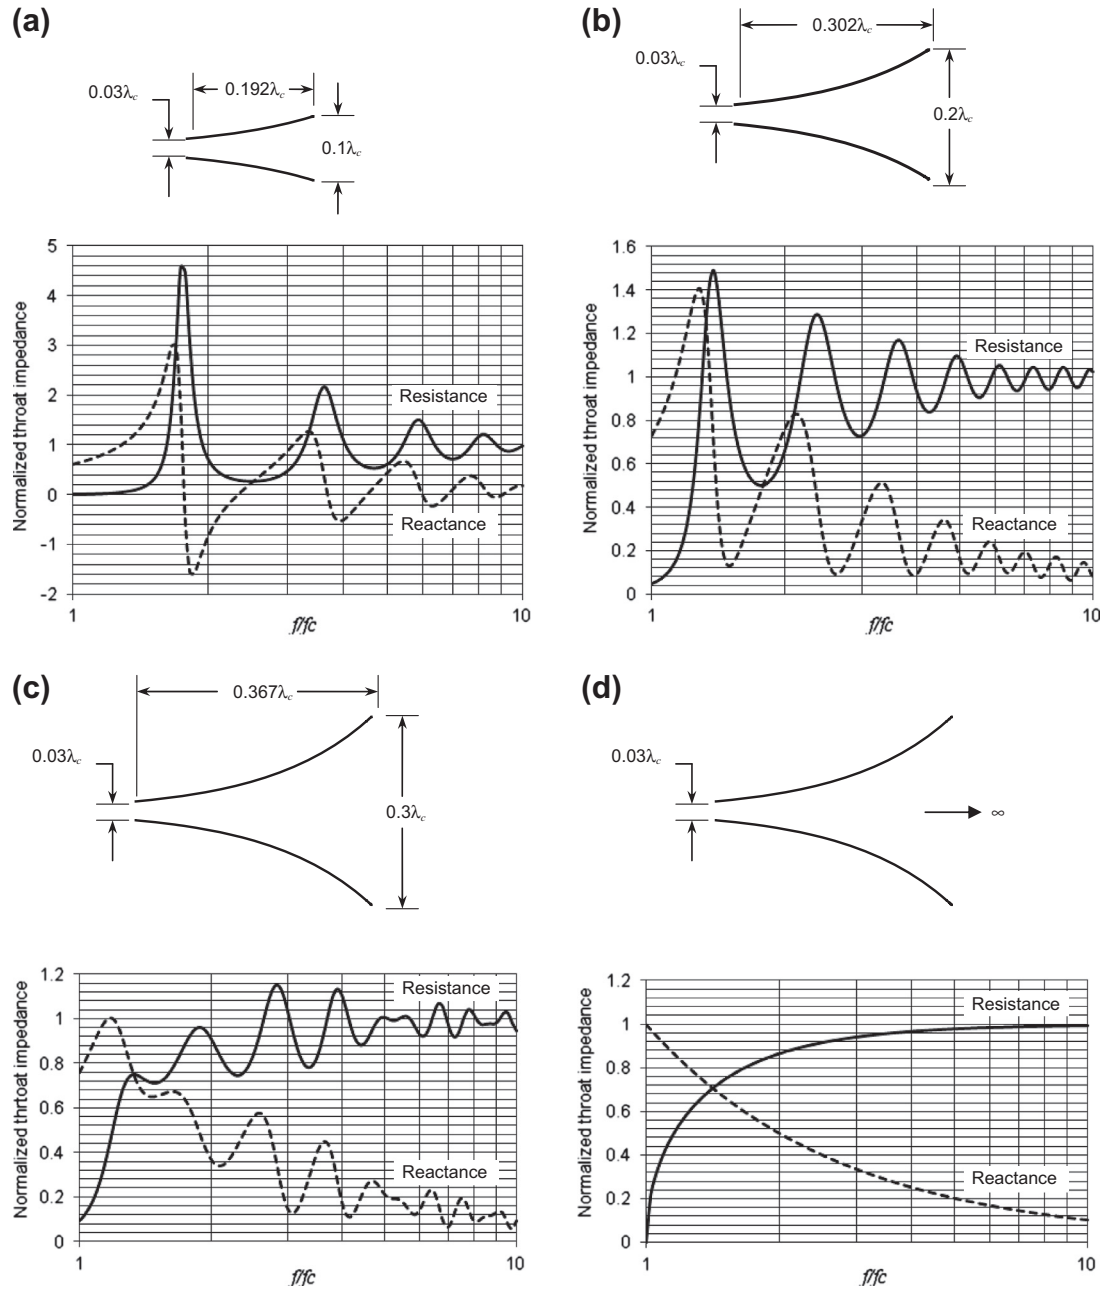 (a)
0.192λc
0.03λc
0.1λc
Normalized throat impedance
5
4
3
2
1
0
-1
-2
Resistance
Reactance
1
10
f/fc
(b)
0.302λc
0.03λc
0.2λc
Normalized throat impedance
1.6
1.4
1.2
1
0.8
0.6
0.4
0.2
0
Resistance
Reactance
1
10
f/fc
(c)
0.367λc
0.03λc
0.3λc
Normalized thrtoat impedance
1.2
1
0.8
0.6
0.4
0.2
0
Resistance
Reactance
1
10
f/fc
(d)
0.03λc
∞
Normalized throat impedance
1.2
1
0.8
0.6
0.4
0.2
0
Resistance
Reactance
1
10
f/fc